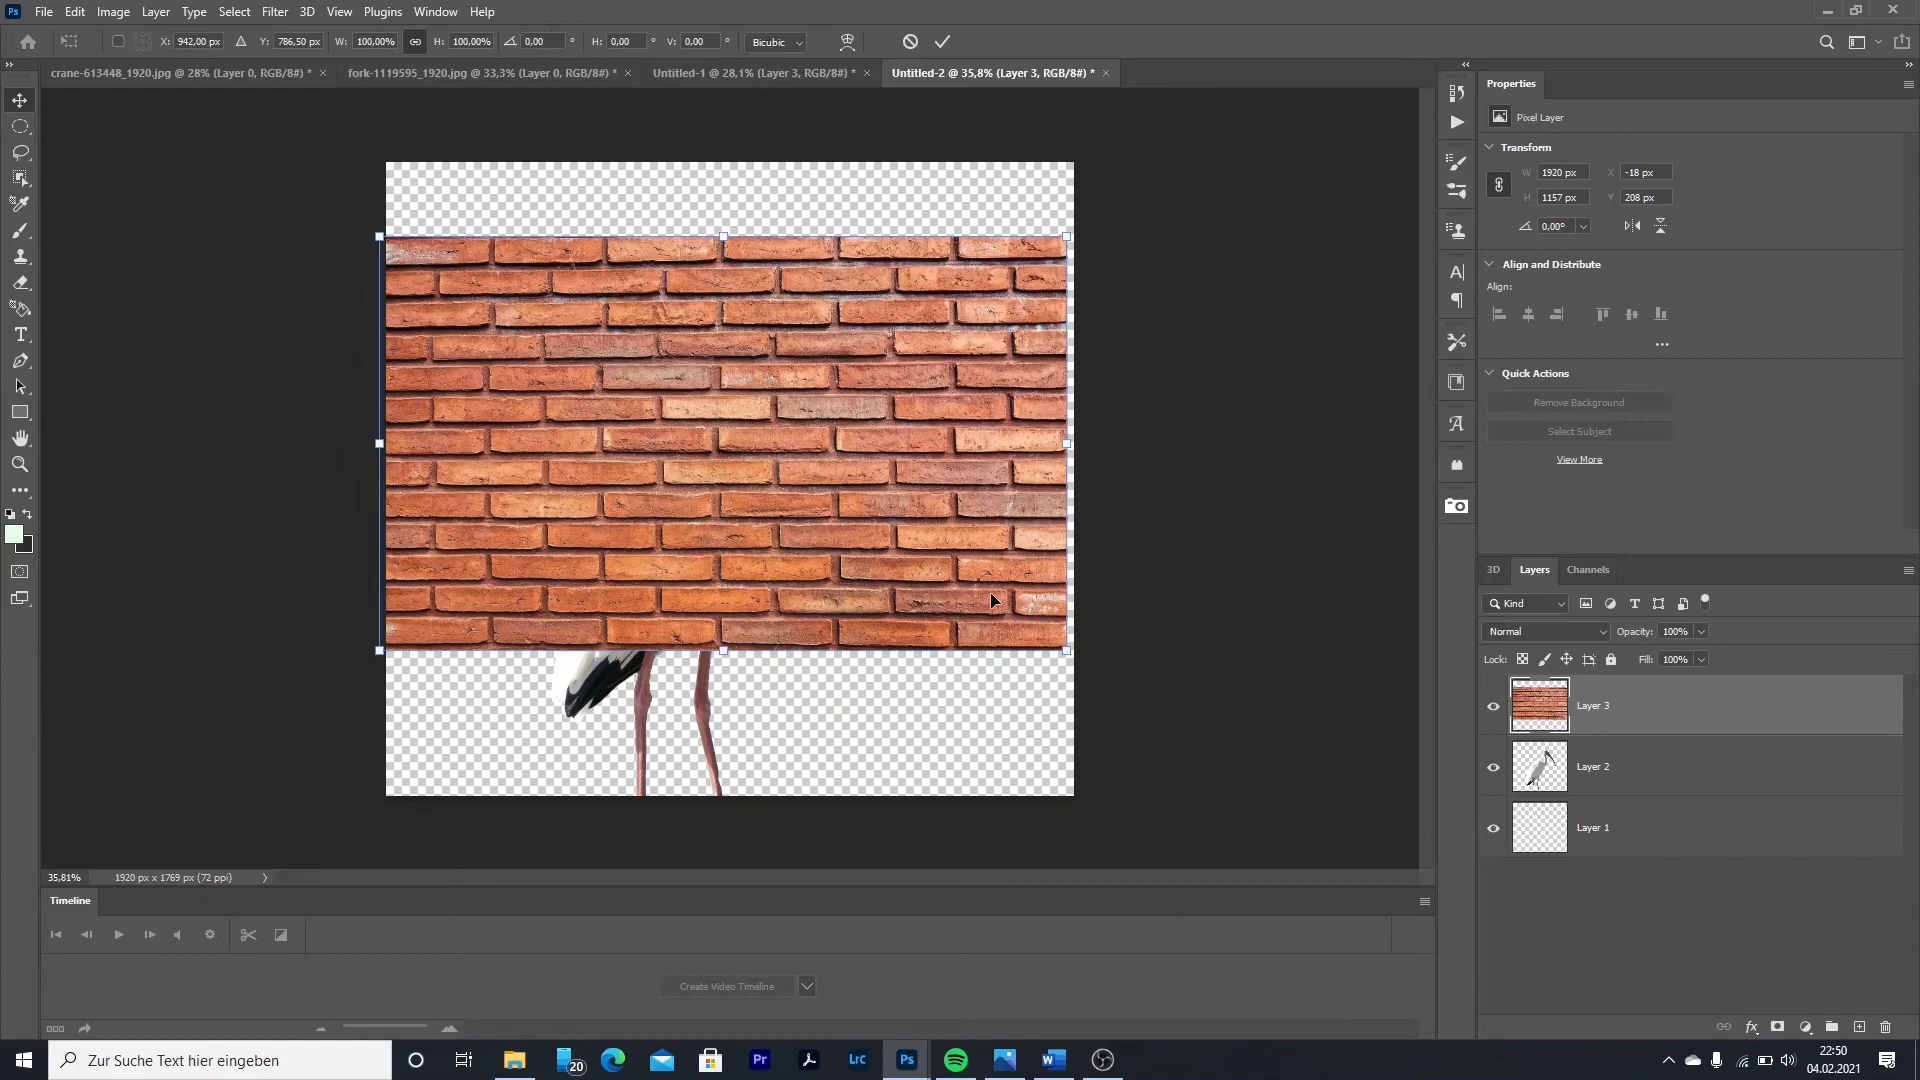 Ps File Edit Image Layer Type Select Filter 3D View Plugins Window Help
X: 942,00 px Y: 786,50 px W: 100,00% H: 100,00% 0,00 ° H: 0,00 ° V: 0,00 ° Bicubic
crane-613448_1920.jpg @ 28% (Layer 0, RGB/8#) * × fork-1119595_1920.jpg @ 33,3% (Layer 0, RGB/8#) * × Untitled-1 @ 28,1% (Layer 3, RGB/8#) * × Untitled-2 @ 35,8% (Layer 3, RGB/8#) * ×
Properties
Pixel Layer
Transform
W 1920 px X -18 px
H 1157 px Y 208 px
0,00°
Align and Distribute
Align:
Quick Actions
Remove Background
Select Subject
View More
3D Layers Channels
Kind
Normal Opacity: 100%
Lock: Fill: 100%
Layer 3
Layer 2
Layer 1
35,81% 1920 px x 1769 px (72 ppi)
Timeline
Create Video Timeline
Zur Suche Text hier eingeben
20 Pr Lrc Ps
22:50
04.02.2021